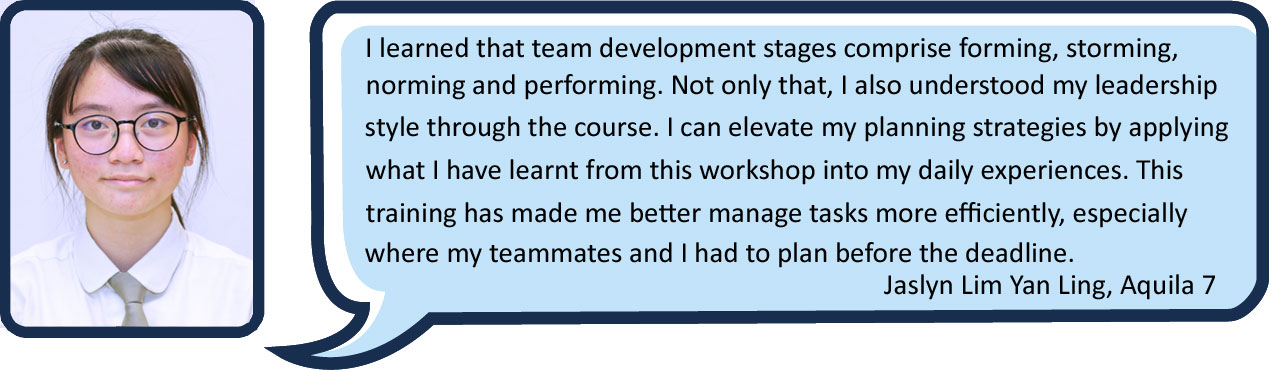 I learned that team development stages comprise forming, storming,
norming and performing. Not only that, I also understood my leadership
style through the course. I can elevate my planning strategies by applying
what I have learnt from this workshop into my daily experiences. This
training has made me better manage tasks more efficiently, especially
where my teammates and I had to plan before the deadline.
Jaslyn Lim Yan Ling, Aquila 7